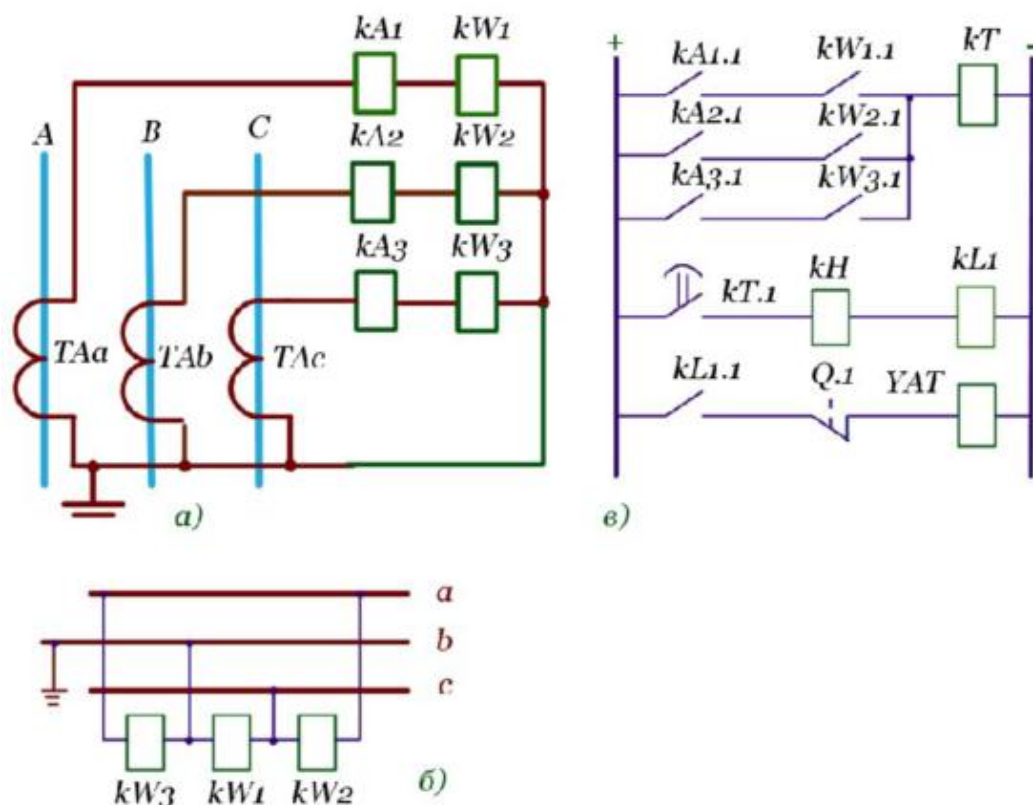 kA1 kW1
A B C
kA2 kW2
kA3 kW3
TAa TAb TAc
а)
+ -
kA1.1 kW1.1 kT
kA2.1 kW2.1
kA3.1 kW3.1
kT.1 kH kL1
kL1.1 Q.1 YAT
в)
a
b
c
kW3 kW1 kW2
б)